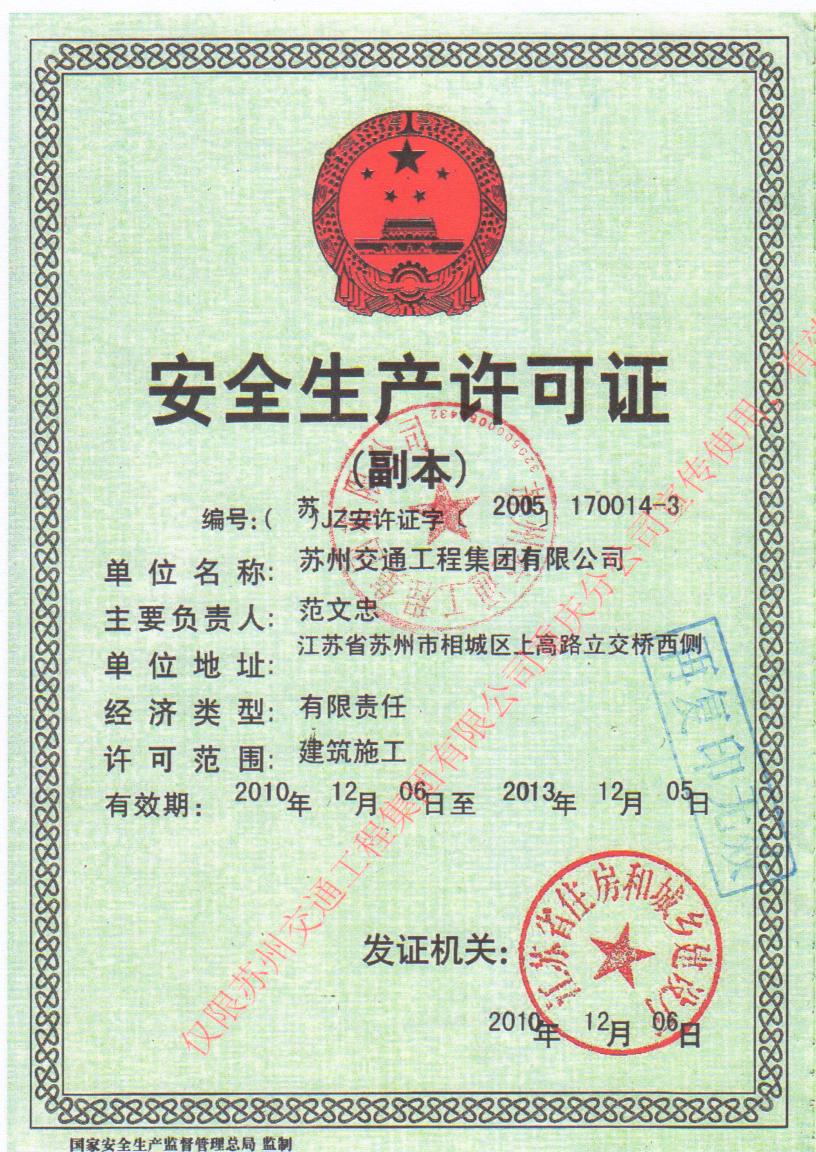 安全生产许可证
（副本）
编号:( 苏 )JZ安许证字〔 2005 〕 170014-3
单位名称: 苏州交通工程集团有限公司
主要负责人: 范文忠
单位地址: 江苏省苏州市相城区上高路立交桥西侧
经济类型: 有限责任
许可范围: 建筑施工
有效期: 2010年 12月 06日至 2013年 12月 05日
再复印无效
发证机关:
江苏省住房和城乡建设厅
2010年 12月 06日
仅限苏州交通工程集团有限公司重庆分公司宣传使用，有效
国家安全生产监督管理总局 监制